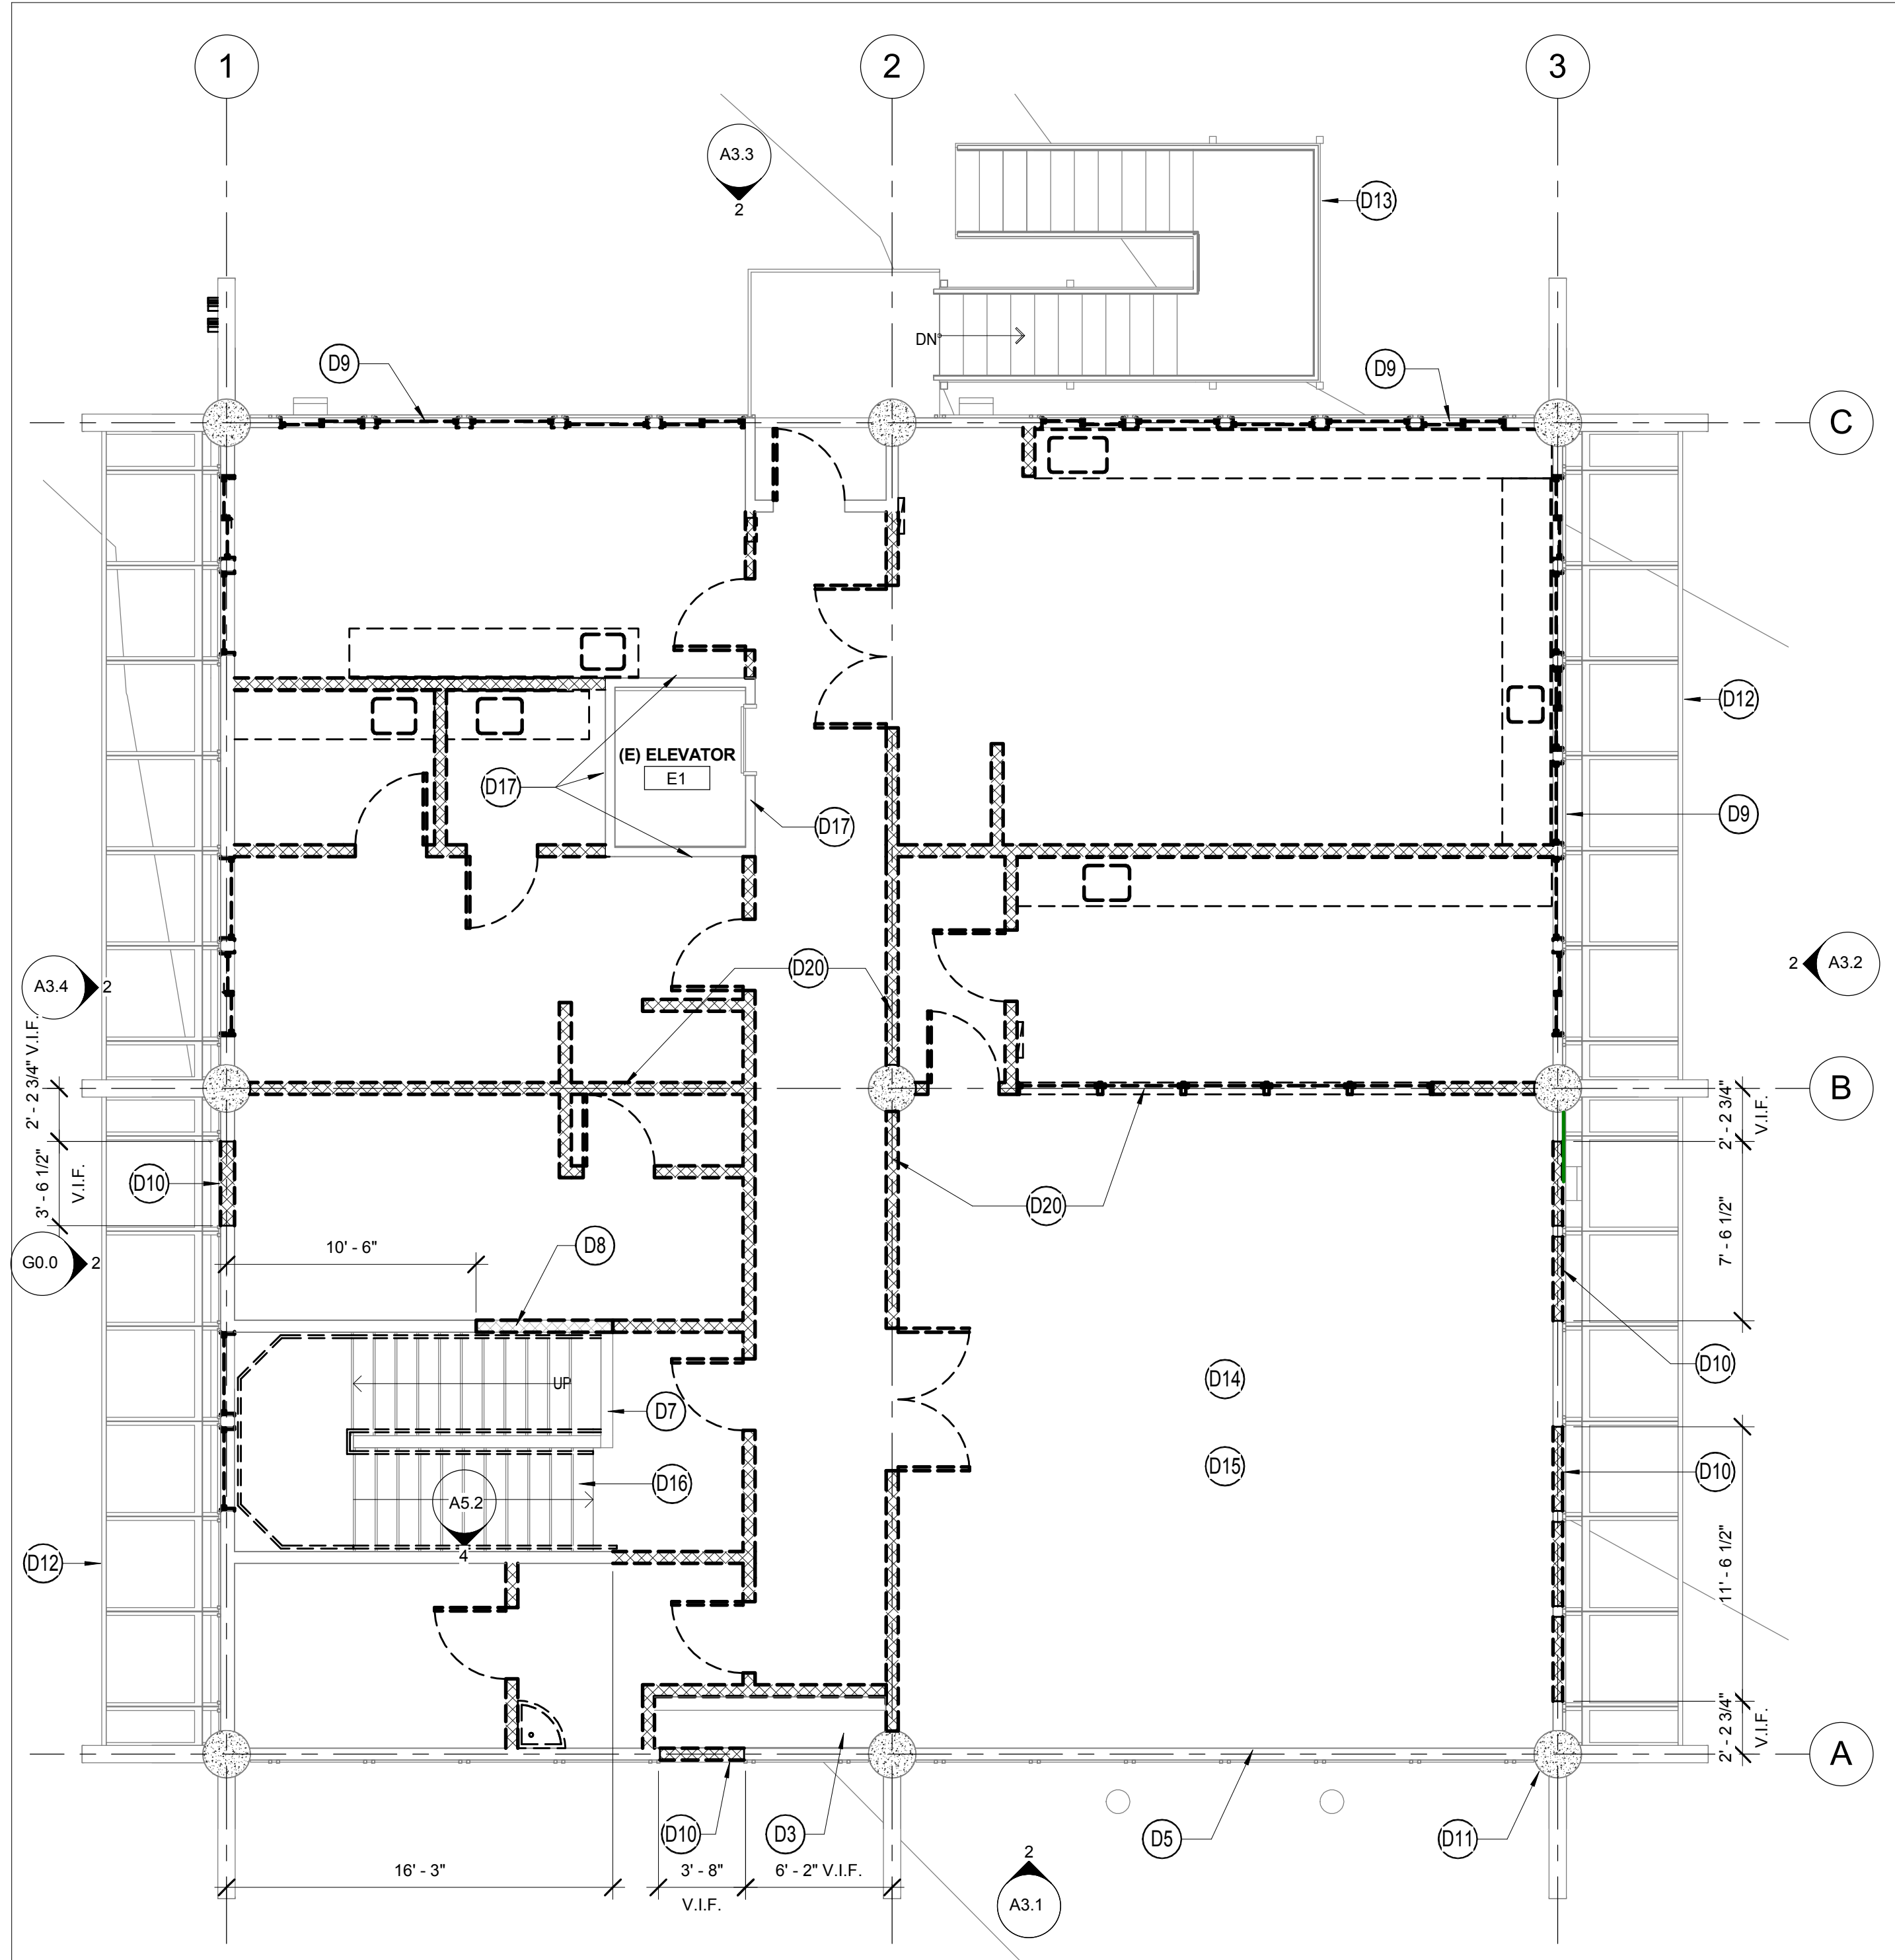 1
2
3
A3.3
2
D13
DN
D9
D9
C
(E) ELEVATOR
E1
D17
D17
D12
D9
D20
A3.4
2
2
A3.2
2' - 2 3/4" V.I.F.
B
2' - 2 3/4"
V.I.F.
3' - 6 1/2"
V.I.F.
D10
D20
7' - 6 1/2"
G0.0
2
10' - 6"
D8
D10
UP
D7
D14
D15
D10
D16
A5.2
4
11' - 6 1/2"
D12
2' - 2 3/4"
V.I.F.
A
D10
D3
D5
D11
16' - 3"
3' - 8"
V.I.F.
6' - 2" V.I.F.
2
A3.1